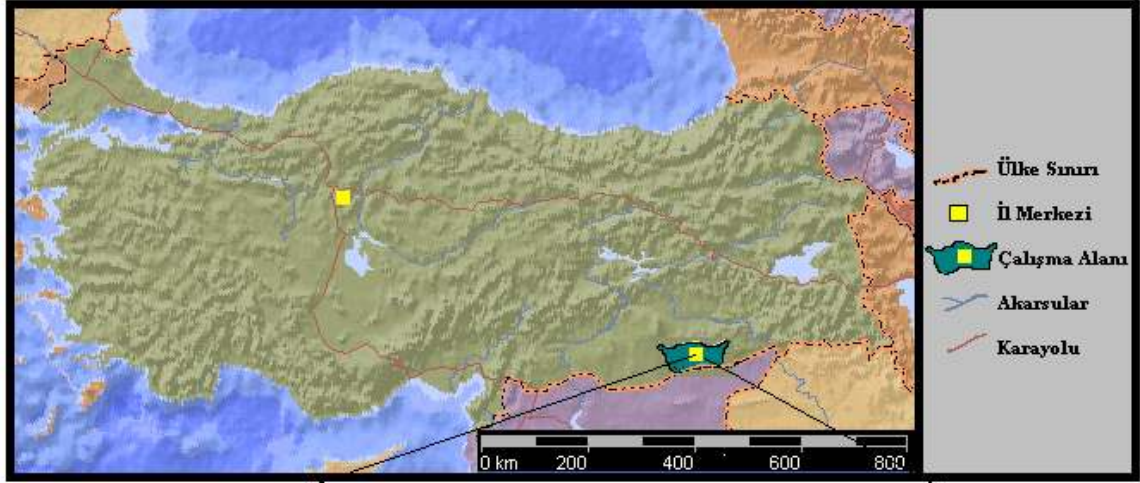 Ülke Sınırı
İl Merkezi
Çalışma Alanı
Akarsular
Karayolu
0 km 200 400 600 800